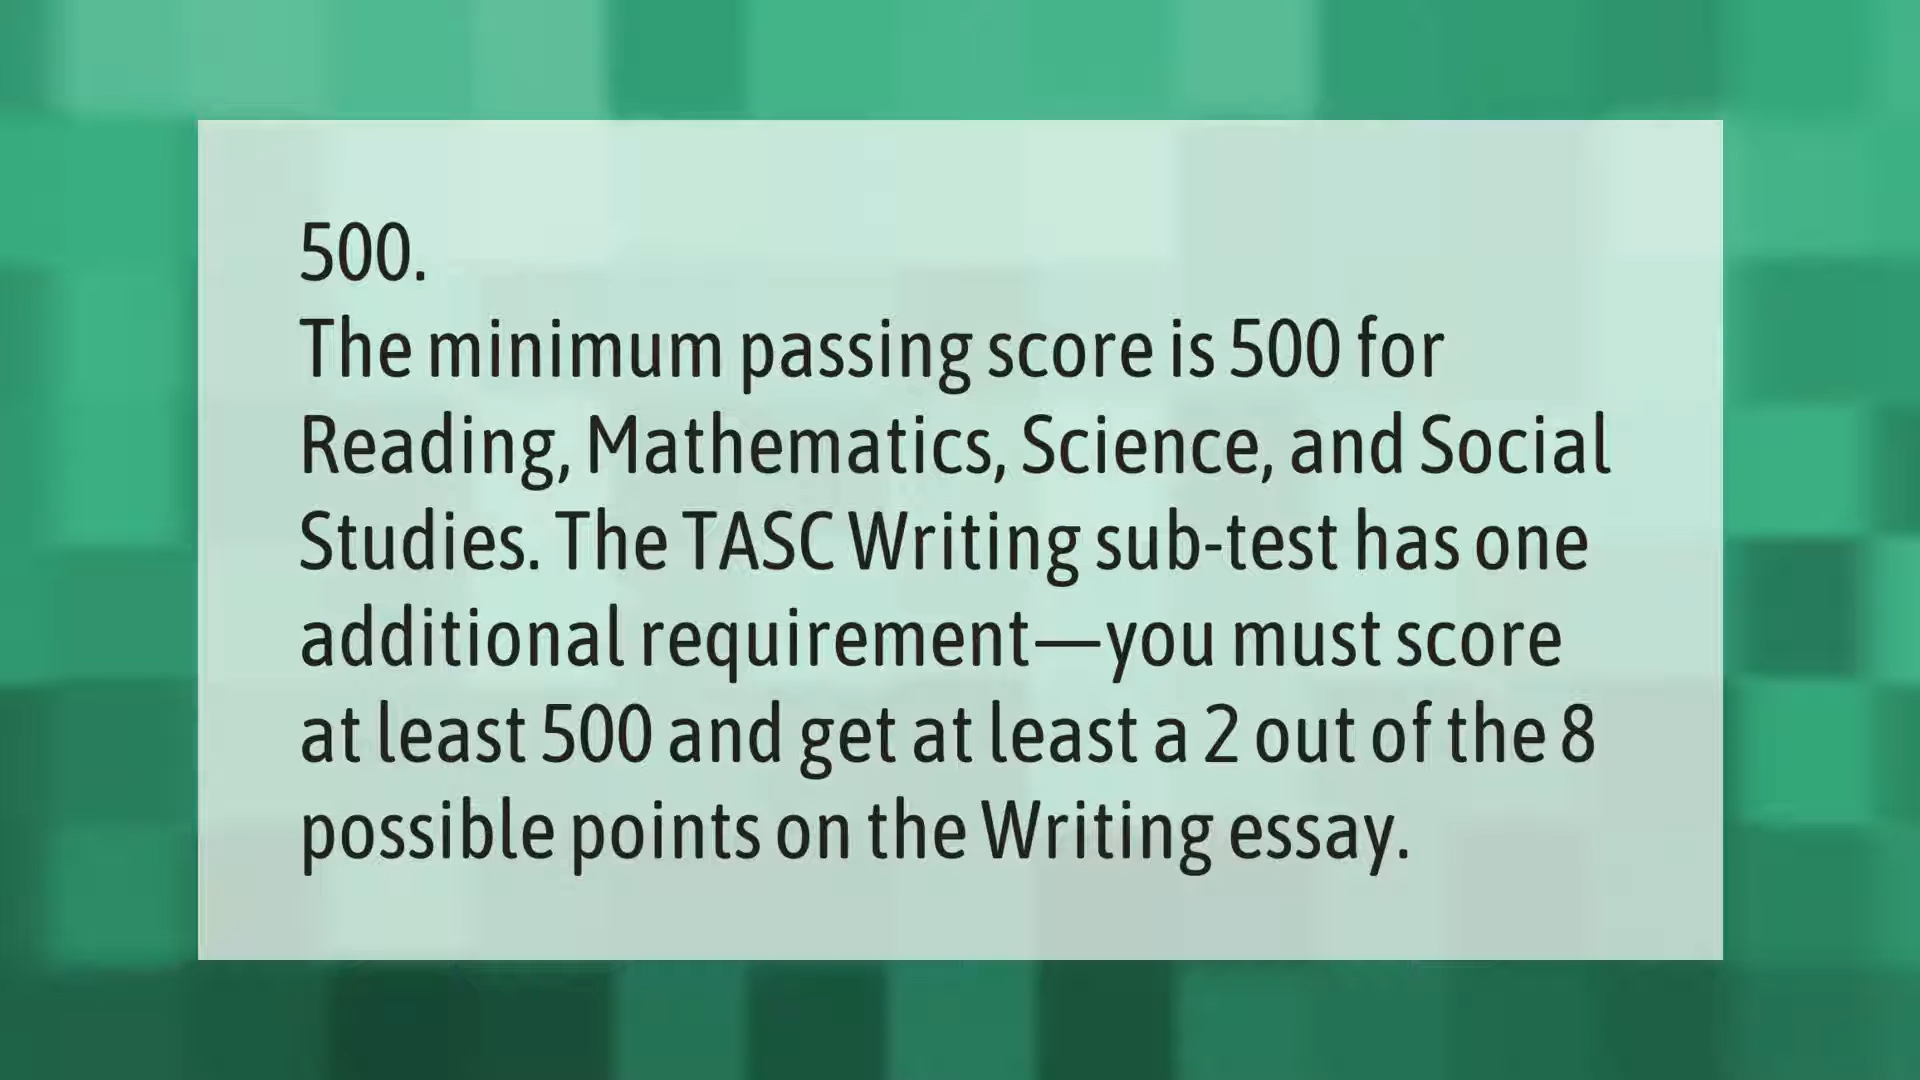 500.
The minimum passing score is 500 for
Reading, Mathematics, Science, and Social
Studies. The TASC Writing sub-test has one
additional requirement—you must score
at least 500 and get at least a 2 out of the 8
possible points on the Writing essay.